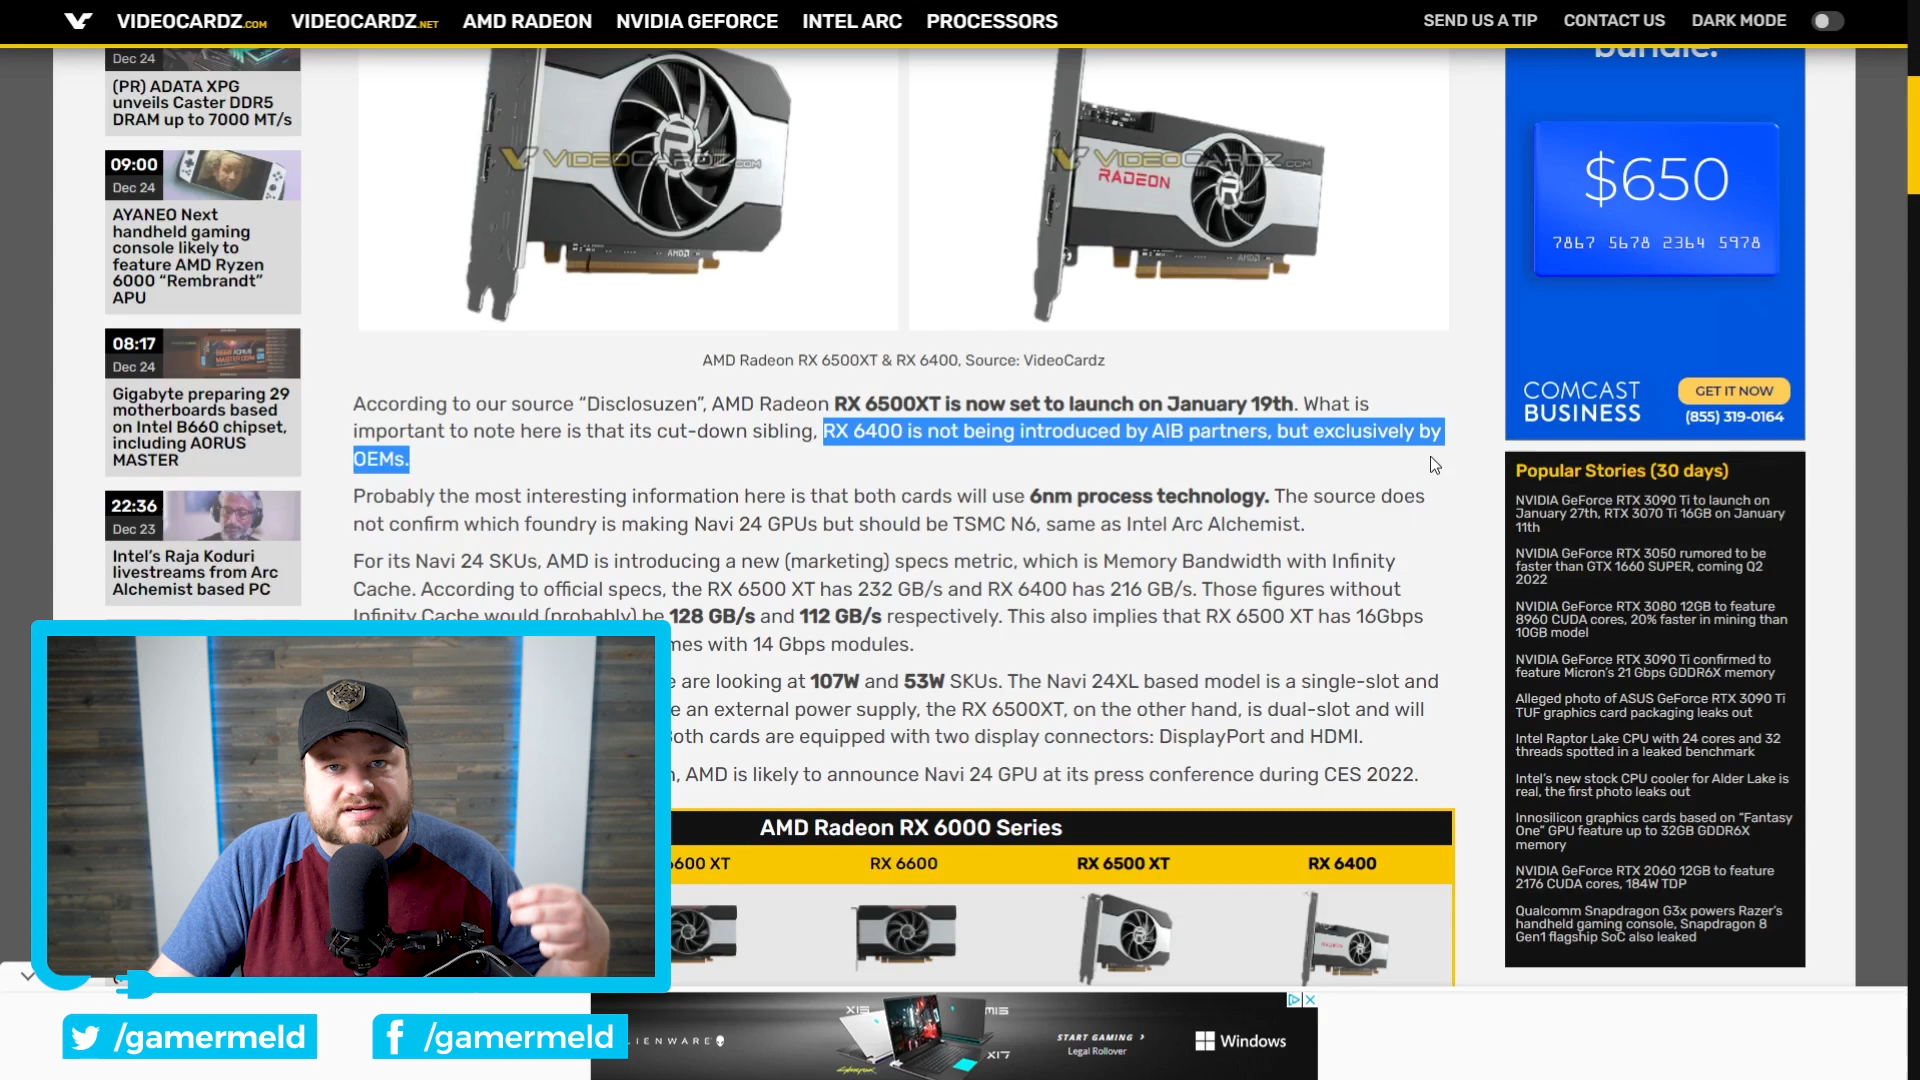 VIDEOCARDZ.COM
VIDEOCARDZ.NET
AMD RADEON
NVIDIA GEFORCE
INTEL ARC
PROCESSORS
SEND US A TIP
CONTACT US
DARK MODE
Dec 24
(PR) ADATA XPG
unveils Caster DDR5
DRAM up to 7000 MT/s
09:00
Dec 24
AYANEO Next
handheld gaming
console likely to
feature AMD Ryzen
6000 “Rembrandt”
APU
08:17
Dec 24
Gigabyte preparing 29
motherboards based
on Intel B660 chipset,
including AORUS
MASTER
22:36
Dec 23
Intel’s Raja Koduri
livestreams from Arc
Alchemist based PC
VIDEOCARDZ.COM
AMD
VIDEOCARDZ.COM
RADEON
AMD Radeon RX 6500XT & RX 6400, Source: VideoCardz
According to our source “Disclosuzen”, AMD Radeon RX 6500XT is now set to launch on January 19th. What is
important to note here is that its cut-down sibling, RX 6400 is not being introduced by AIB partners, but exclusively by
OEMs.
Probably the most interesting information here is that both cards will use 6nm process technology. The source does
not confirm which foundry is making Navi 24 GPUs but should be TSMC N6, same as Intel Arc Alchemist.
For its Navi 24 SKUs, AMD is introducing a new (marketing) specs metric, which is Memory Bandwidth with Infinity
Cache. According to official specs, the RX 6500 XT has 232 GB/s and RX 6400 has 216 GB/s. Those figures without
Infinity Cache would (probably) be 128 GB/s and 112 GB/s respectively. This also implies that RX 6500 XT has 16Gbps
mes with 14 Gbps modules.
e are looking at 107W and 53W SKUs. The Navi 24XL based model is a single-slot and
e an external power supply, the RX 6500XT, on the other hand, is dual-slot and will
oth cards are equipped with two display connectors: DisplayPort and HDMI.
, AMD is likely to announce Navi 24 GPU at its press conference during CES 2022.
AMD Radeon RX 6000 Series
600 XT
RX 6600
RX 6500 XT
RX 6400
bundle.
$650
7867 5678 2364 5978
COMCAST
BUSINESS
GET IT NOW
(855) 319-0164
Popular Stories (30 days)
NVIDIA GeForce RTX 3090 Ti to launch on
January 27th, RTX 3070 Ti 16GB on January
11th
NVIDIA GeForce RTX 3050 rumored to be
faster than GTX 1660 SUPER, coming Q2
2022
NVIDIA GeForce RTX 3080 12GB to feature
8960 CUDA cores, 20% faster in mining than
10GB model
NVIDIA GeForce RTX 3090 Ti confirmed to
feature Micron’s 21 Gbps GDDR6X memory
Alleged photo of ASUS GeForce RTX 3090 Ti
TUF graphics card packaging leaks out
Intel Raptor Lake CPU with 24 cores and 32
threads spotted in a leaked benchmark
Intel’s new stock CPU cooler for Alder Lake is
real, the first photo leaks out
Innosilicon graphics cards based on “Fantasy
One” GPU feature up to 32GB GDDR6X
memory
NVIDIA GeForce RTX 2060 12GB to feature
2176 CUDA cores, 184W TDP
Qualcomm Snapdragon G3x powers Razer’s
handheld gaming console, Snapdragon 8
Gen1 flagship SoC also leaked
/gamermeld
/gamermeld
LIENWARE
X15
M15
X17
START GAMING
Legal Rollover
Windows